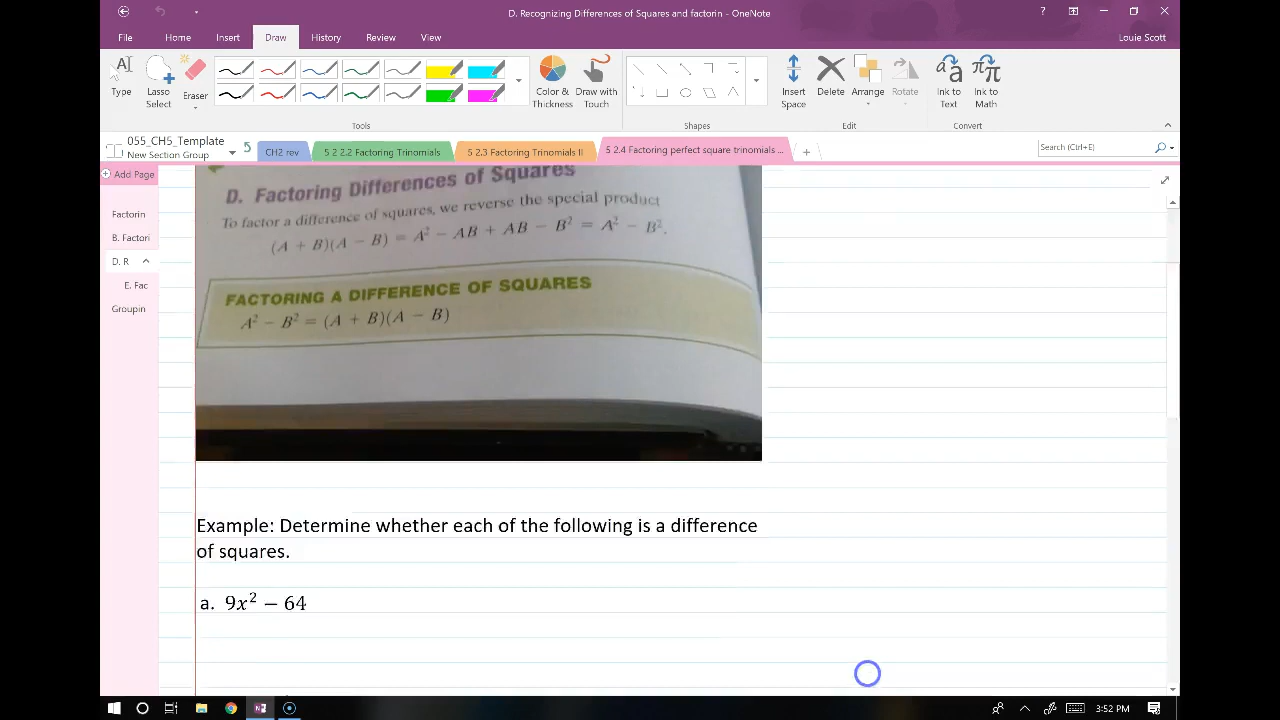 D. Recognizing Differences of Squares and factorin - OneNote
?
File Home Insert Draw History Review View Louie Scott
Type Lasso Select Eraser Color & Thickness Draw with Touch Insert Space Delete Arrange Rotate Ink to Text Ink to Math
Tools Shapes Edit Convert
055_CH5_Template
New Section Group
CH2 rev 5 2 2.2 Factoring Trinomials 5 2.3 Factoring Trinomials II 5 2.4 Factoring perfect square trinomials ... + Search (Ctrl+E)
Add Page
Factorin
B. Factori
D. R
E. Fac
Groupin
D. Factoring Differences of Squares
To factor a difference of squares, we reverse the special product
(A + B)(A − B) = A² − AB + AB − B² = A² − B².
FACTORING A DIFFERENCE OF SQUARES
A² − B² = (A + B)(A − B)
Example: Determine whether each of the following is a difference
of squares.
a. 9x² − 64
3:52 PM